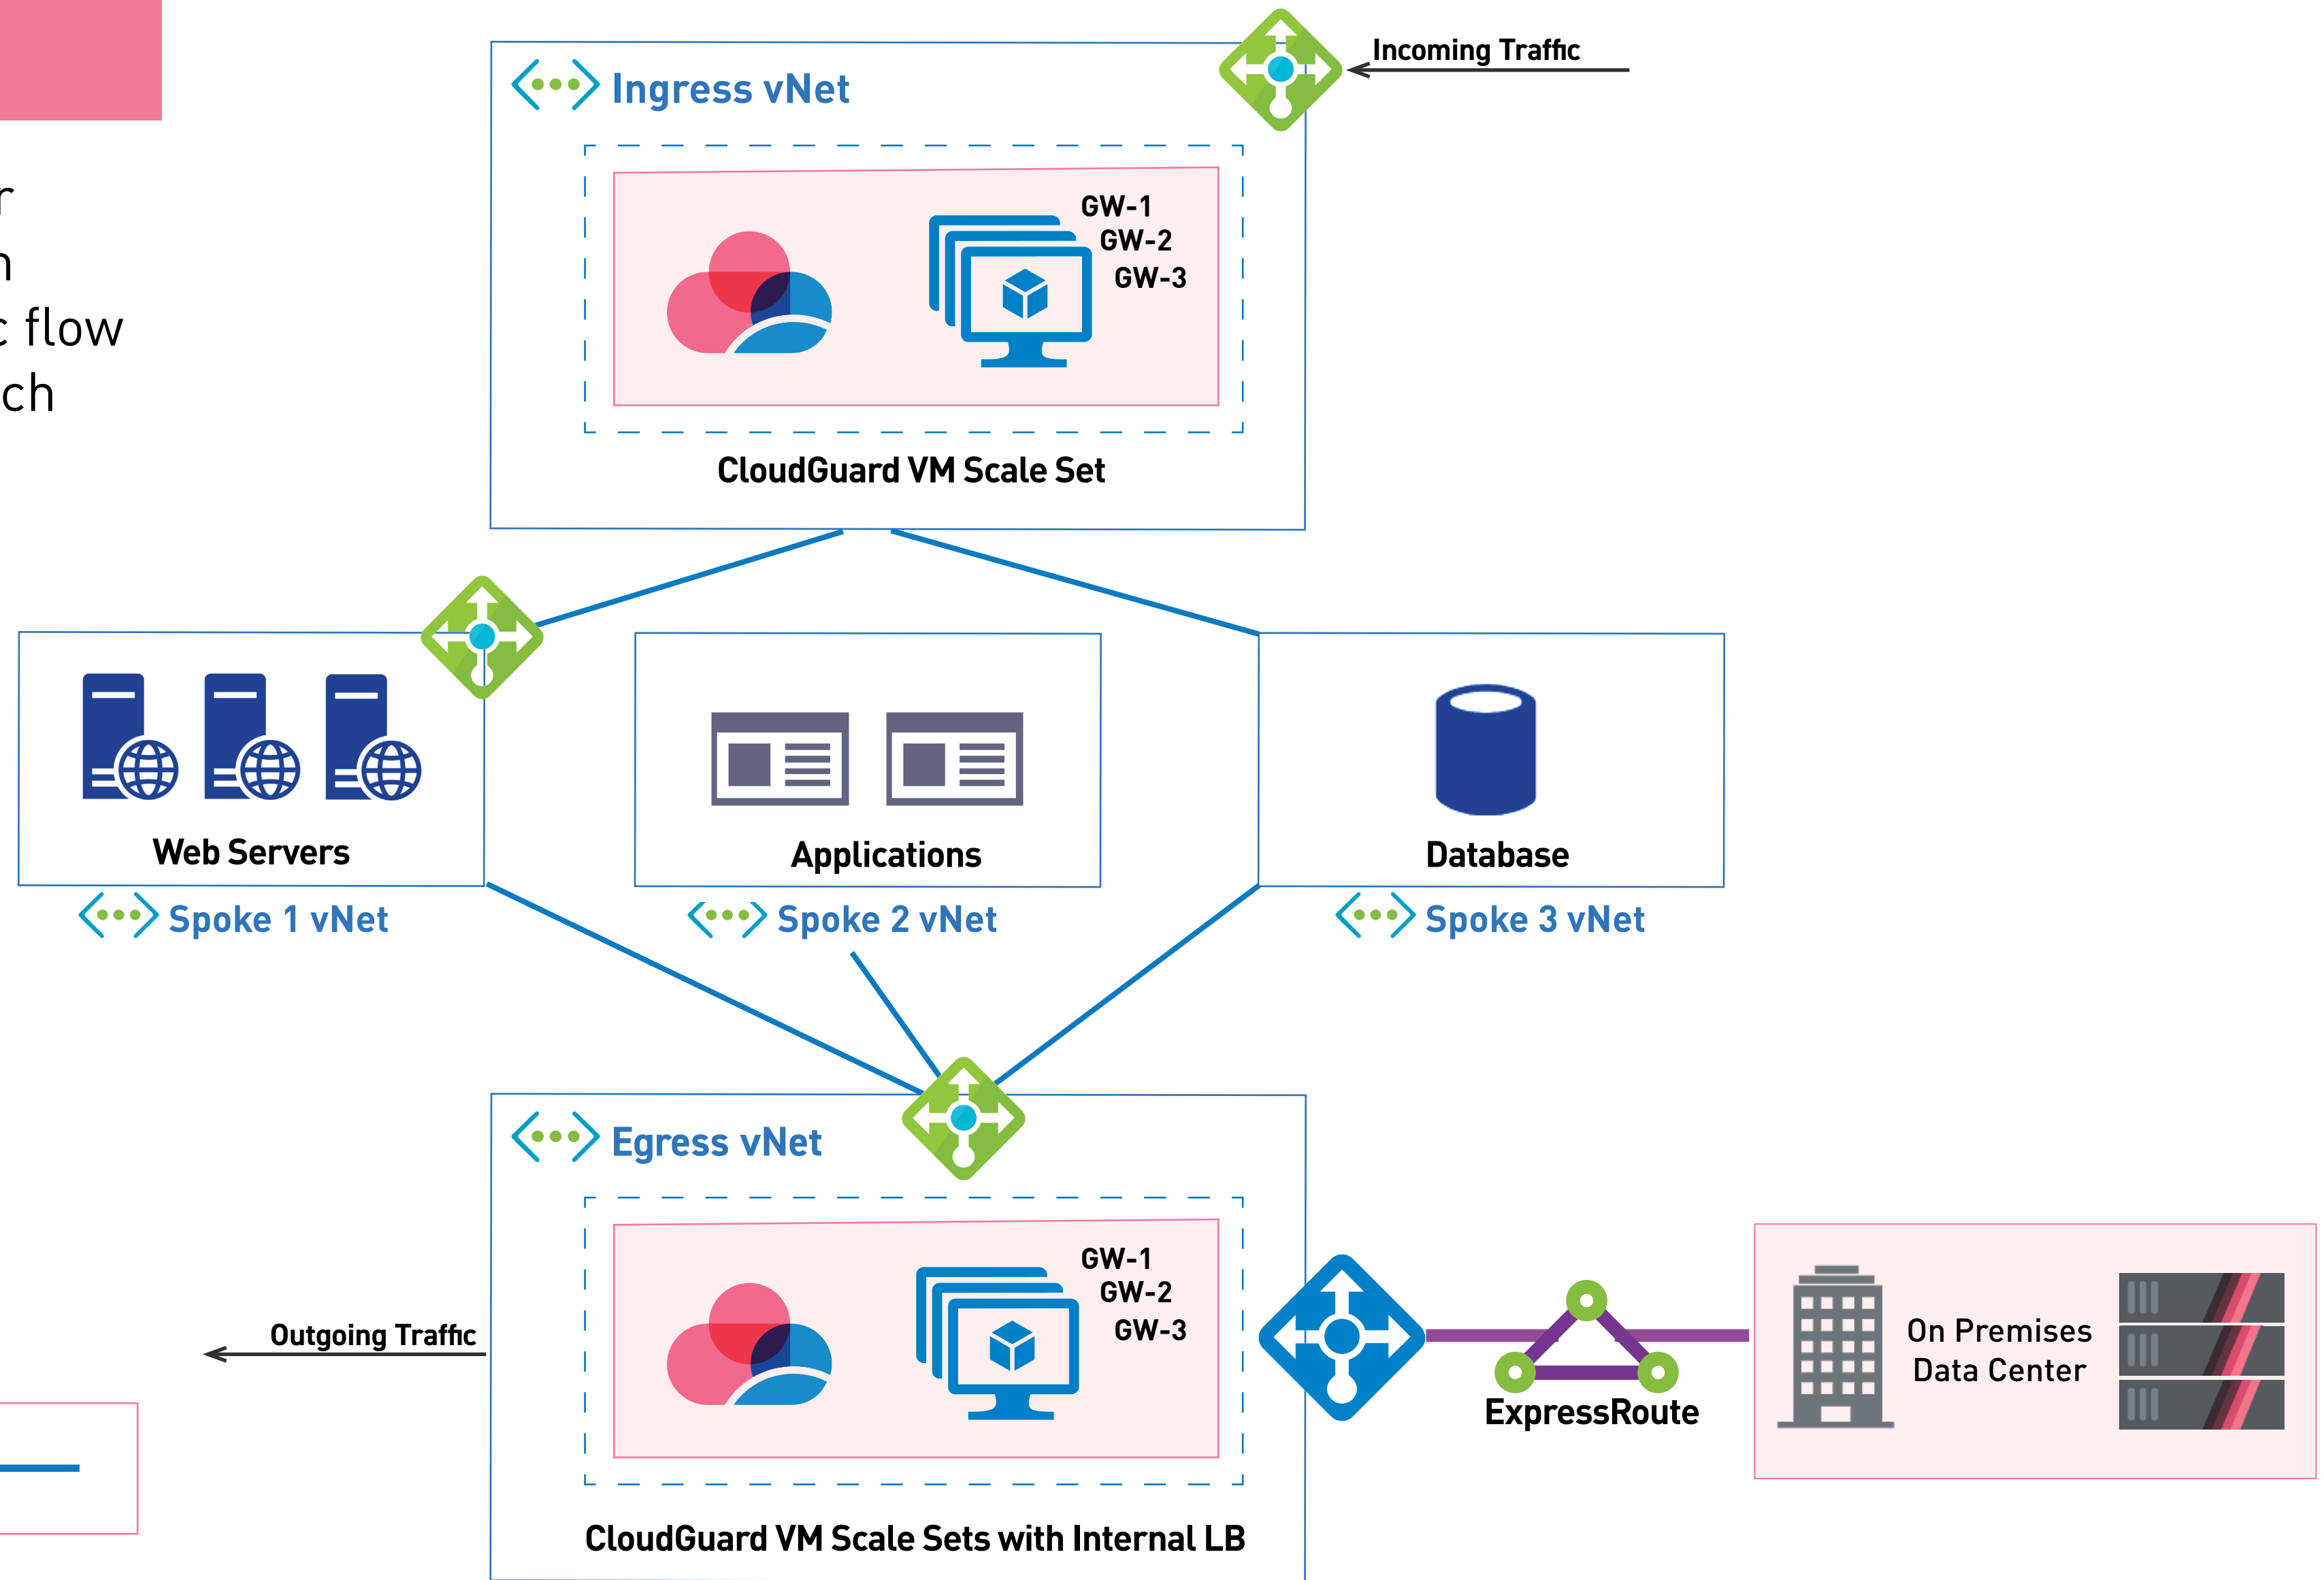 Incoming Traffic
Ingress vNet
GW-1
GW-2
GW-3
flow
CloudGuard VM Scale Set
Web Servers
Applications
Database
Spoke 1 vNet
Spoke 2 vNet
Spoke 3 vNet
Egress vNet
GW-1
GW-2
GW-3
Outgoing Traffic
On Premises
Data Center
ExpressRoute
CloudGuard VM Scale Sets with Internal LB